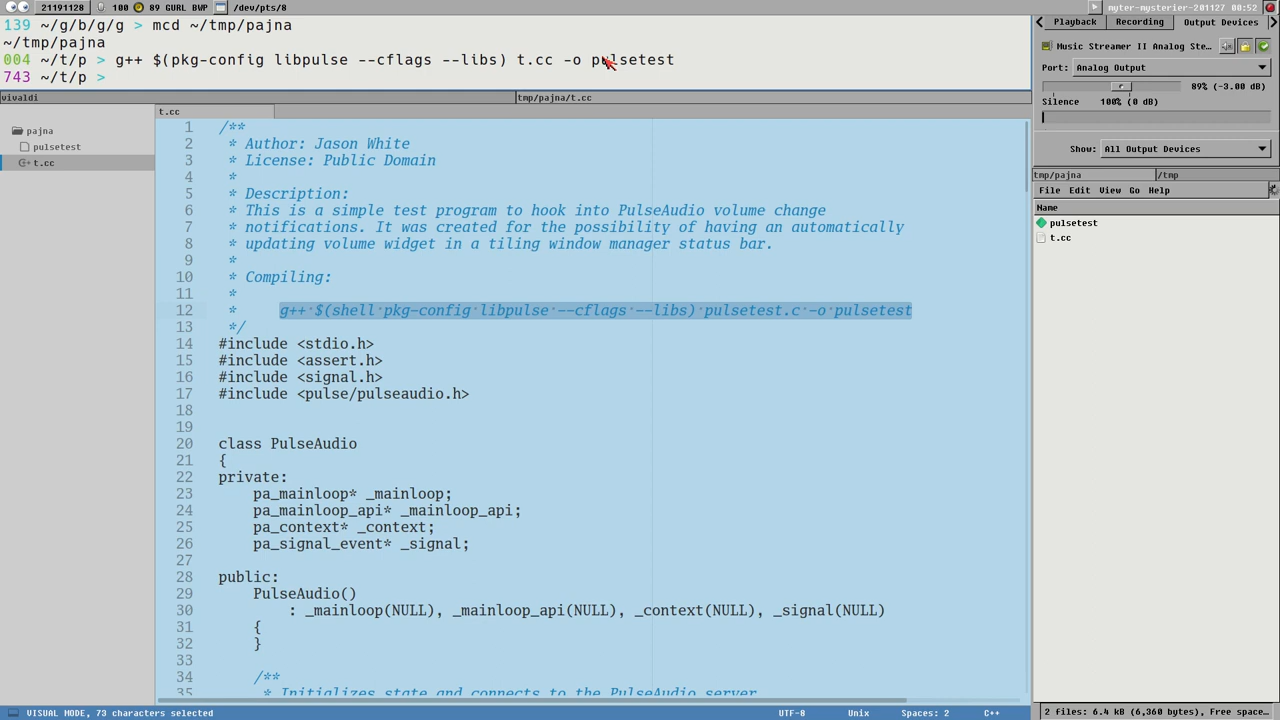 21191128 100 89 GURL BWP /dev/pts/8 myter-mysterier-201127 00:52
139 ~/g/b/g/g > mcd ~/tmp/pajna
~/tmp/pajna
004 ~/t/p > g++ $(pkg-config libpulse --cflags --libs) t.cc -o pulsetest
743 ~/t/p >
vivaldi tmp/pajna/t.cc
pajna
pulsetest
t.cc
t.cc
1 /**
2 * Author: Jason White
3 * License: Public Domain
4 *
5 * Description:
6 * This is a simple test program to hook into PulseAudio volume change
7 * notifications. It was created for the possibility of having an automatically
8 * updating volume widget in a tiling window manager status bar.
9 *
10 * Compiling:
11 *
12 * g++ $(shell pkg-config libpulse --cflags --libs) pulsetest.c -o pulsetest
13 */
14 #include <stdio.h>
15 #include <assert.h>
16 #include <signal.h>
17 #include <pulse/pulseaudio.h>
18
19
20 class PulseAudio
21 {
22 private:
23 pa_mainloop* _mainloop;
24 pa_mainloop_api* _mainloop_api;
25 pa_context* _context;
26 pa_signal_event* _signal;
27
28 public:
29 PulseAudio()
30 : _mainloop(NULL), _mainloop_api(NULL), _context(NULL), _signal(NULL)
31 {
32 }
33
34 /**
35 * Initializes state and connects to the PulseAudio server
VISUAL MODE, 73 characters selected UTF-8 Unix Spaces: 2 C++
Playback Recording Output Devices
Music Streamer II Analog Ste…
Port: Analog Output
89% (-3.00 dB)
Silence 100% (0 dB)
Show: All Output Devices
tmp/pajna /tmp
File Edit View Go Help
Name
pulsetest
t.cc
2 files: 6.4 kB (6,360 bytes), Free space…